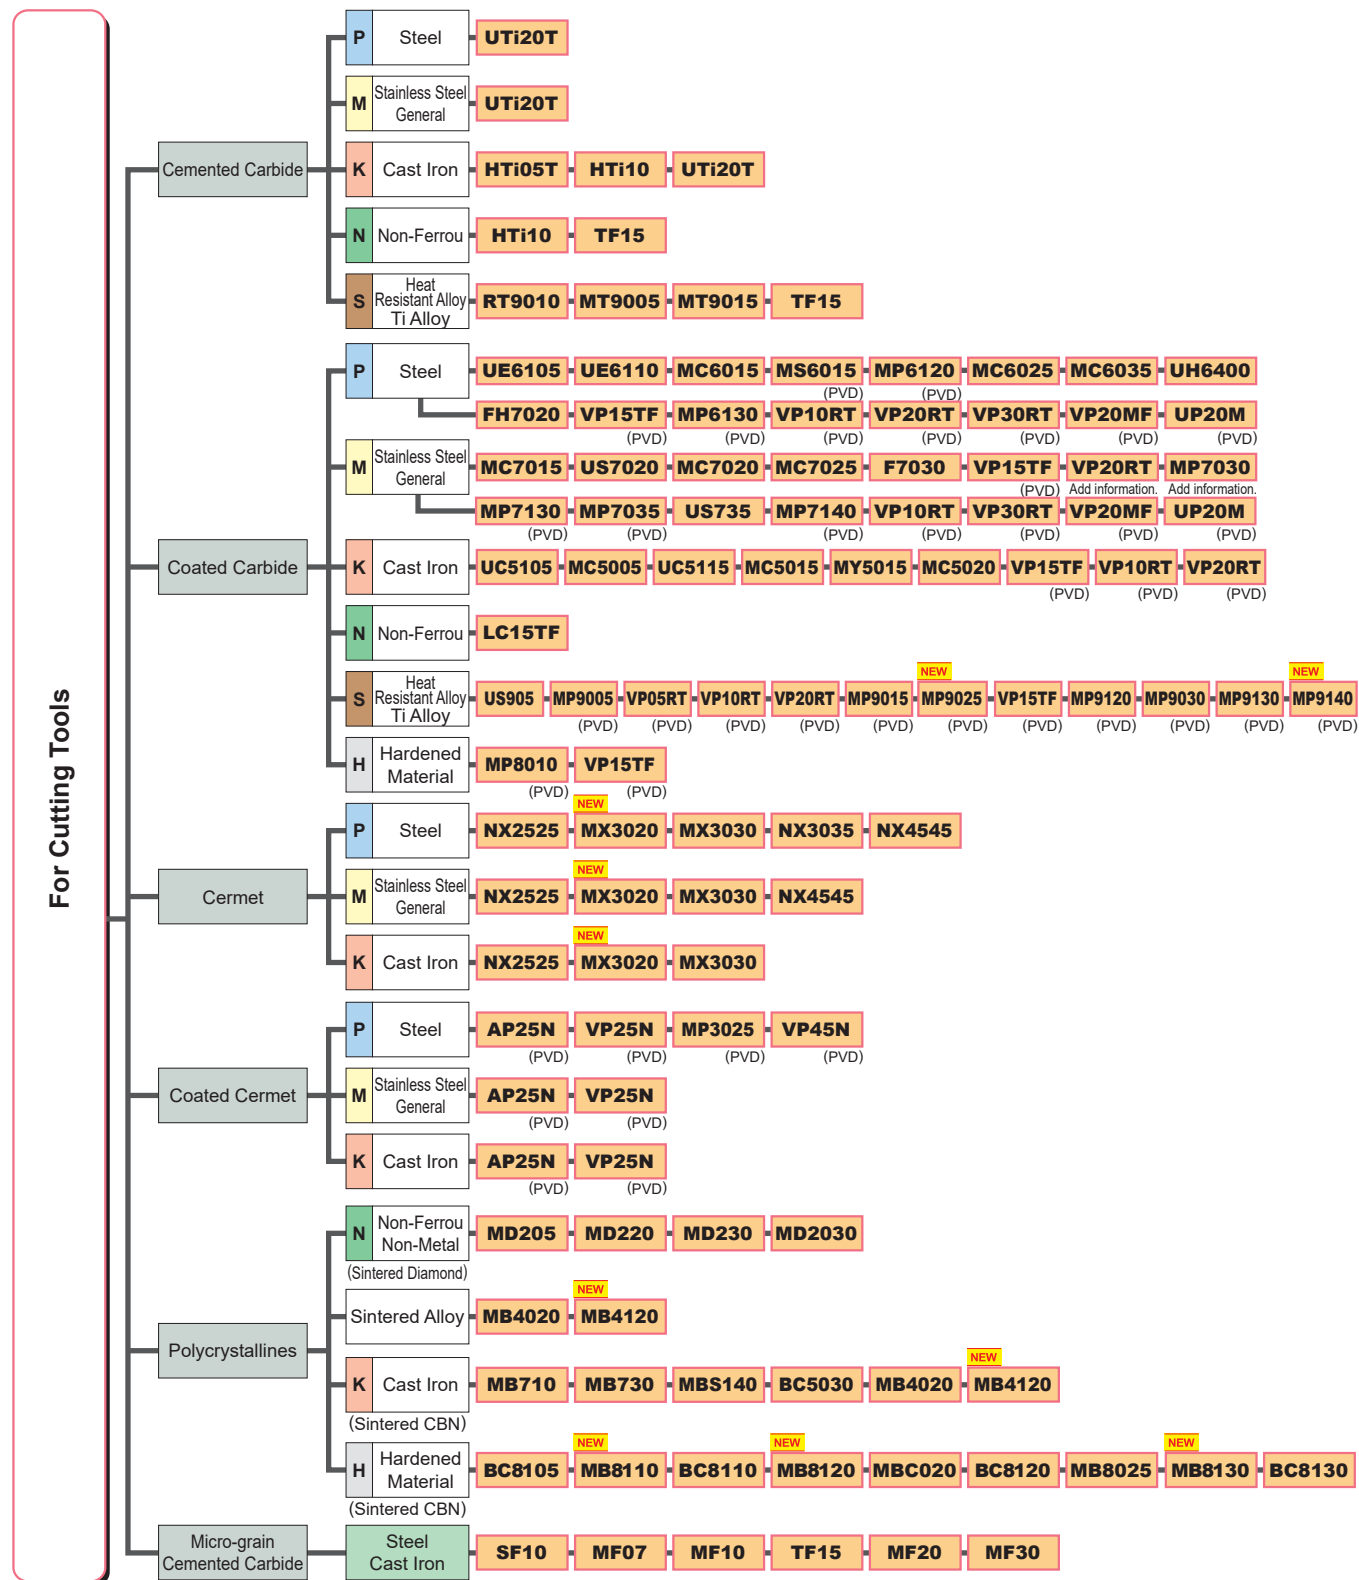 For Cutting Tools
Cemented Carbide
P Steel UTi20T
M Stainless Steel
General
UTi20T
K Cast Iron HTi05T HTi10 UTi20T
N Non-Ferrou HTi10 TF15
S Heat
Resistant Alloy
Ti Alloy
RT9010 MT9005 MT9015 TF15
Coated Carbide
P Steel UE6105 UE6110 MC6015 MS6015 MP6120 MC6025 MC6035 UH6400
(PVD) (PVD)
FH7020 VP15TF MP6130 VP10RT VP20RT VP30RT VP20MF UP20M
(PVD) (PVD) (PVD) (PVD) (PVD) (PVD) (PVD)
M Stainless Steel
General
MC7015 US7020 MC7020 MC7025 F7030 VP15TF VP20RT MP7030
(PVD) Add information. Add information.
MP7130 MP7035 US735 MP7140 VP10RT VP30RT VP20MF UP20M
(PVD) (PVD) (PVD) (PVD) (PVD) (PVD) (PVD)
K Cast Iron UC5105 MC5005 UC5115 MC5015 MY5015 MC5020 VP15TF VP10RT VP20RT
(PVD) (PVD) (PVD)
N Non-Ferrou LC15TF
NEW NEW
S Heat
Resistant Alloy
Ti Alloy
US905 MP9005 VP05RT VP10RT VP20RT MP9015 MP9025 VP15TF MP9120 MP9030 MP9130 MP9140
(PVD) (PVD) (PVD) (PVD) (PVD) (PVD) (PVD) (PVD) (PVD) (PVD) (PVD)
H Hardened
Material
MP8010 VP15TF
(PVD) (PVD)
Cermet
NEW
P Steel NX2525 MX3020 MX3030 NX3035 NX4545
NEW
M Stainless Steel
General
NX2525 MX3020 MX3030 NX4545
NEW
K Cast Iron NX2525 MX3020 MX3030
Coated Cermet
P Steel AP25N VP25N MP3025 VP45N
(PVD) (PVD) (PVD) (PVD)
M Stainless Steel
General
AP25N VP25N
(PVD) (PVD)
K Cast Iron AP25N VP25N
(PVD) (PVD)
Polycrystallines
N Non-Ferrou
Non-Metal
MD205 MD220 MD230 MD2030
(Sintered Diamond)
NEW
Sintered Alloy MB4020 MB4120
NEW
K Cast Iron MB710 MB730 MBS140 BC5030 MB4020 MB4120
(Sintered CBN)
NEW NEW NEW
H Hardened
Material
BC8105 MB8110 BC8110 MB8120 MBC020 BC8120 MB8025 MB8130 BC8130
(Sintered CBN)
Micro-grain
Cemented Carbide
Steel
Cast Iron
SF10 MF07 MF10 TF15 MF20 MF30